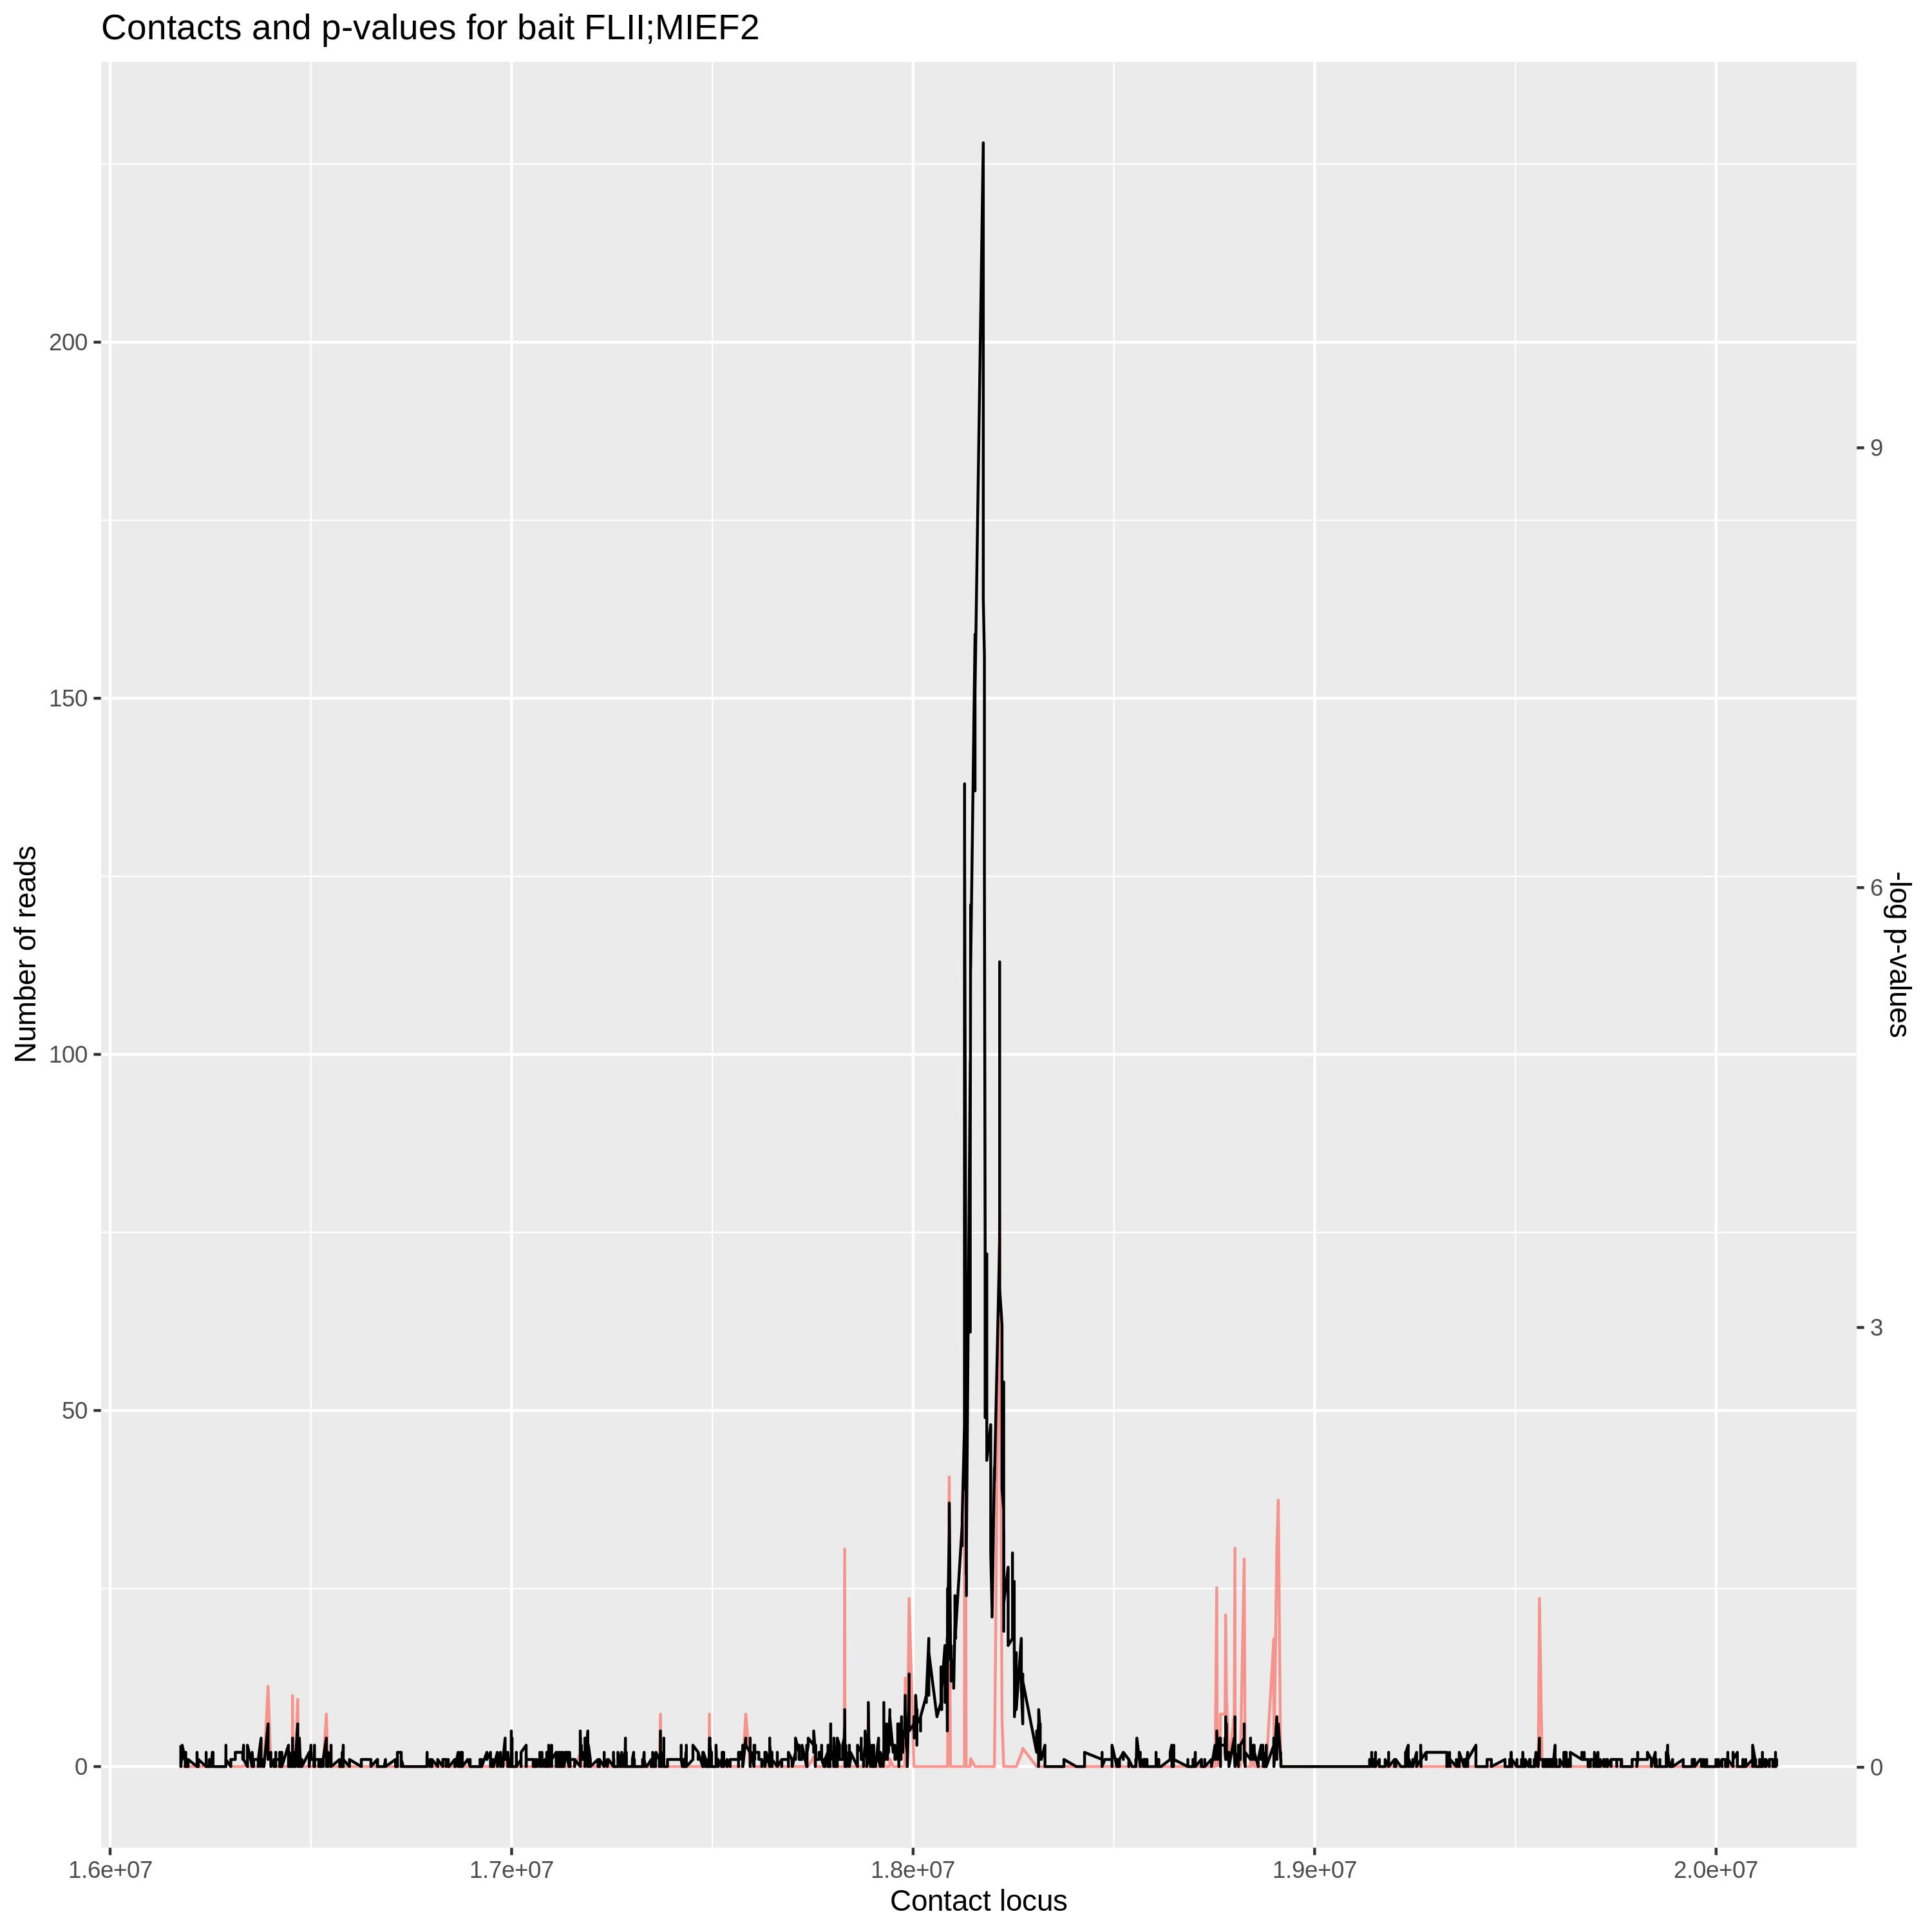 Contacts and p-values for bait FLII;MIEF2
Number of reads
200
150
100
50
0
9
6
3
0
-log p-values
1.6e+07
1.7e+07
1.8e+07
1.9e+07
2.0e+07
Contact locus